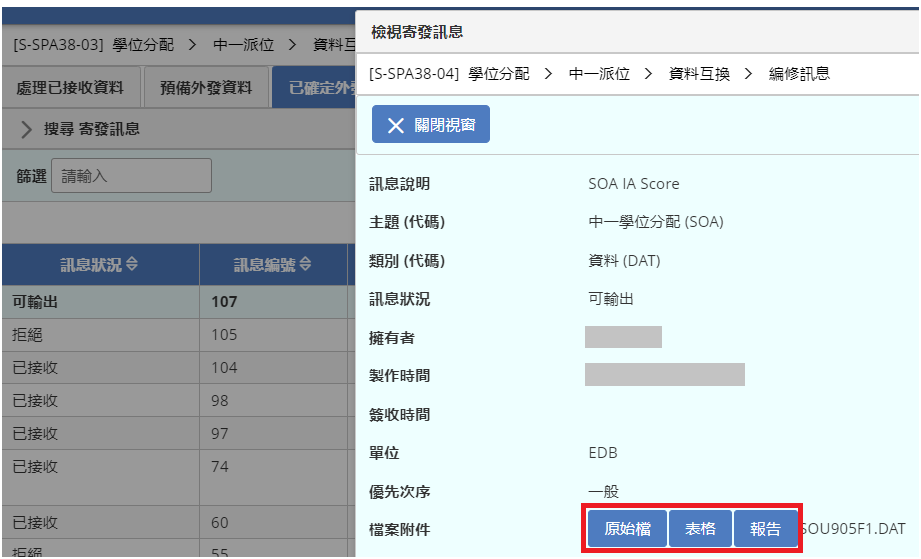 檢視寄發訊息
[S-SPA38-03] 學位分配 > 中一派位 > 資料互
[S-SPA38-04] 學位分配 > 中一派位 > 資料互換 > 編修訊息
處理已接收資料 預備外發資料 已確定外
關閉視窗
搜尋 寄發訊息
篩選 請輸入
訊息說明 SOA IA Score
主題 (代碼) 中一學位分配 (SOA)
類別 (代碼) 資料 (DAT)
訊息狀況 可輸出
擁有者
製作時間
簽收時間
單位 EDB
優先次序 一般
檔案附件 原始檔 表格 報告 SOU905F1.DAT
訊息狀況 訊息編號
可輸出 107
拒絕 105
已接收 104
已接收 98
已接收 97
已接收 74
已接收 60
拒絕 55